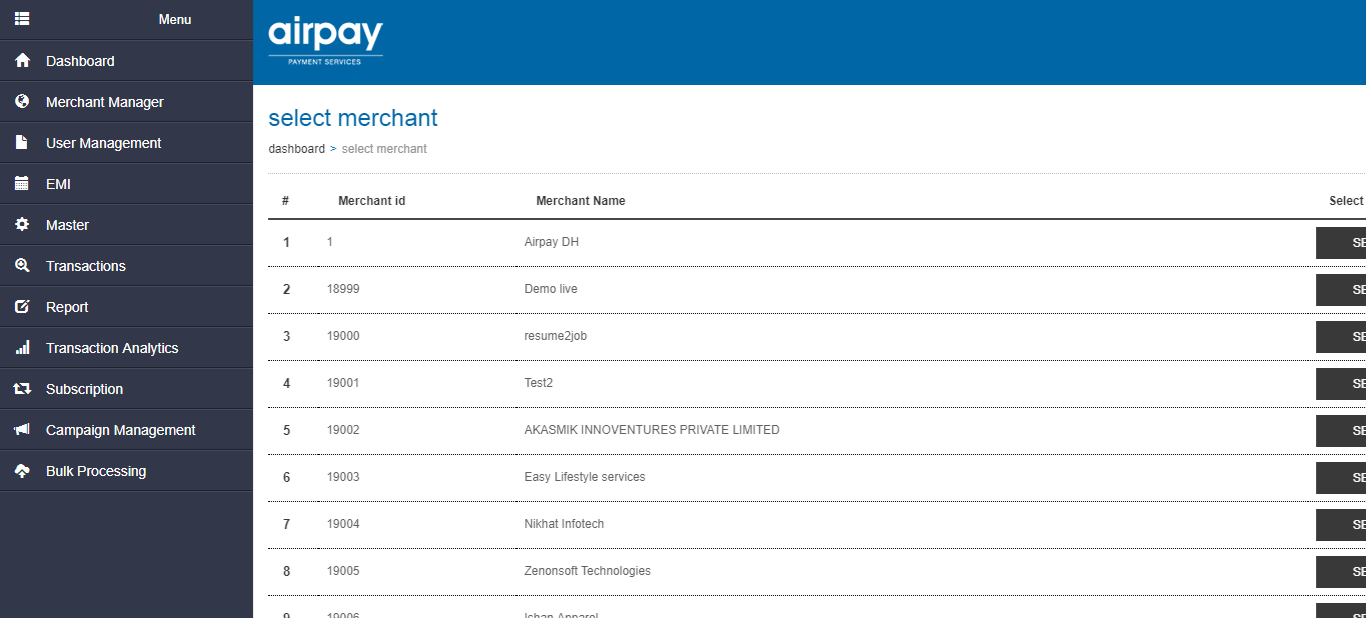 Menu
Dashboard
Merchant Manager
User Management
EMI
Master
Transactions
Report
Transaction Analytics
Subscription
Campaign Management
Bulk Processing
airpay
PAYMENT SERVICES
select merchant
dashboard > select merchant
# Merchant id Merchant Name Select
1 1 Airpay DH SE
2 18999 Demo live SE
3 19000 resume2job SE
4 19001 Test2 SE
5 19002 AKASMIK INNOVENTURES PRIVATE LIMITED SE
6 19003 Easy Lifestyle services SE
7 19004 Nikhat Infotech SE
8 19005 Zenonsoft Technologies SE
9 19006 Ishan Apparel SE